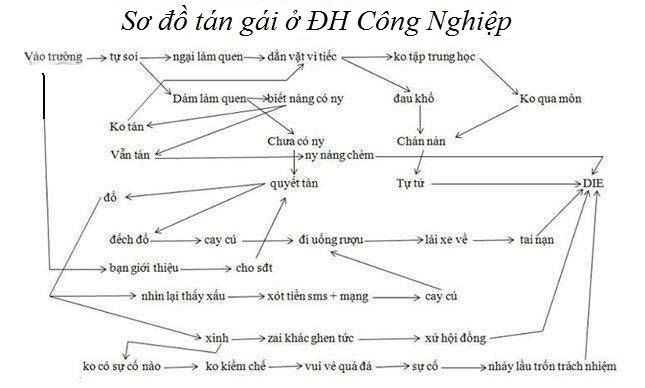 Sơ đồ tán gái ở ĐH Công Nghiệp
Vào trường tự soi ngại làm quen dằn vặt vì tiếc ko tập trung học
Dám làm quen biết nàng có ny đau khổ Ko qua môn
Ko tán
Chưa có ny Chán nản
Vẫn tán ny nàng chém
quyết tán Tự tử DIE
đổ
đếch đổ cay cú đi uống rượu lái xe về tai nạn
bạn giới thiệu cho sđt
nhìn lại thấy xấu xót tiền sms + mạng cay cú
xinh zai khác ghen tức xử hội đồng
ko có sự cố nào ko kiềm chế vui vẻ quá đà sự cố nhảy lầu trốn trách nhiệm